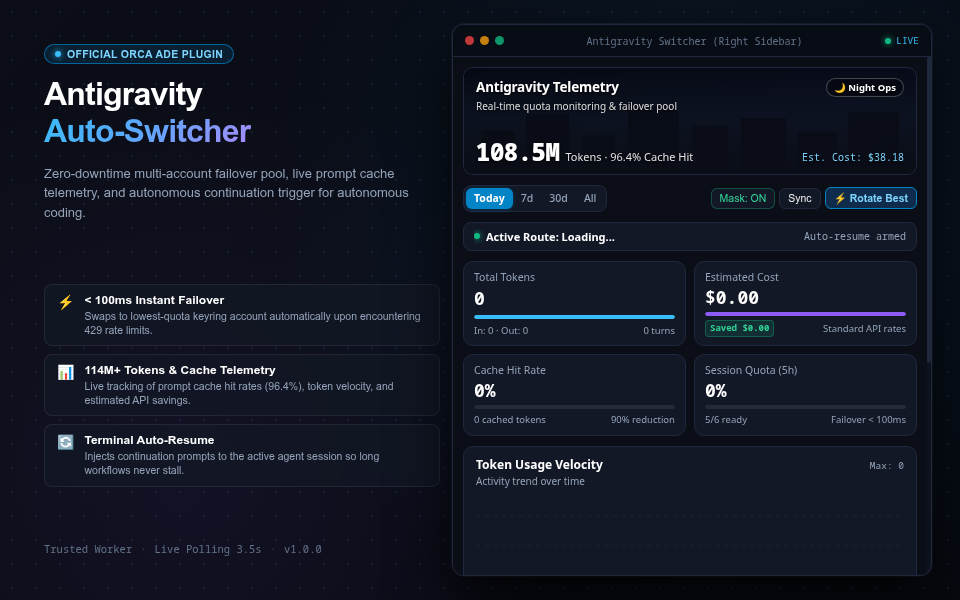 OFFICIAL ORCA ADE PLUGIN
Antigravity
Auto-Switcher
Zero-downtime multi-account failover pool, live prompt cache
telemetry, and autonomous continuation trigger for autonomous
coding.
⚡ < 100ms Instant Failover
Swaps to lowest-quota keyring account automatically upon encountering
429 rate limits.
📊 114M+ Tokens & Cache Telemetry
Live tracking of prompt cache hit rates (96.4%), token velocity, and
estimated API savings.
🔄 Terminal Auto-Resume
Injects continuation prompts to the active agent session so long
workflows never stall.
Trusted Worker · Live Polling 3.5s · v1.0.0
Antigravity Switcher (Right Sidebar)
LIVE
Antigravity Telemetry
🌙 Night Ops
Real-time quota monitoring & failover pool
108.5M Tokens · 96.4% Cache Hit
Est. Cost: $38.18
Today 7d 30d All
Mask: ON Sync ⚡ Rotate Best
Active Route: Loading...
Auto-resume armed
Total Tokens
0
In: 0 · Out: 0
0 turns
Estimated Cost
$0.00
Saved $0.00
Standard API rates
Cache Hit Rate
0%
0 cached tokens
90% reduction
Session Quota (5h)
0%
5/6 ready
Failover < 100ms
Token Usage Velocity
Max: 0
Activity trend over time